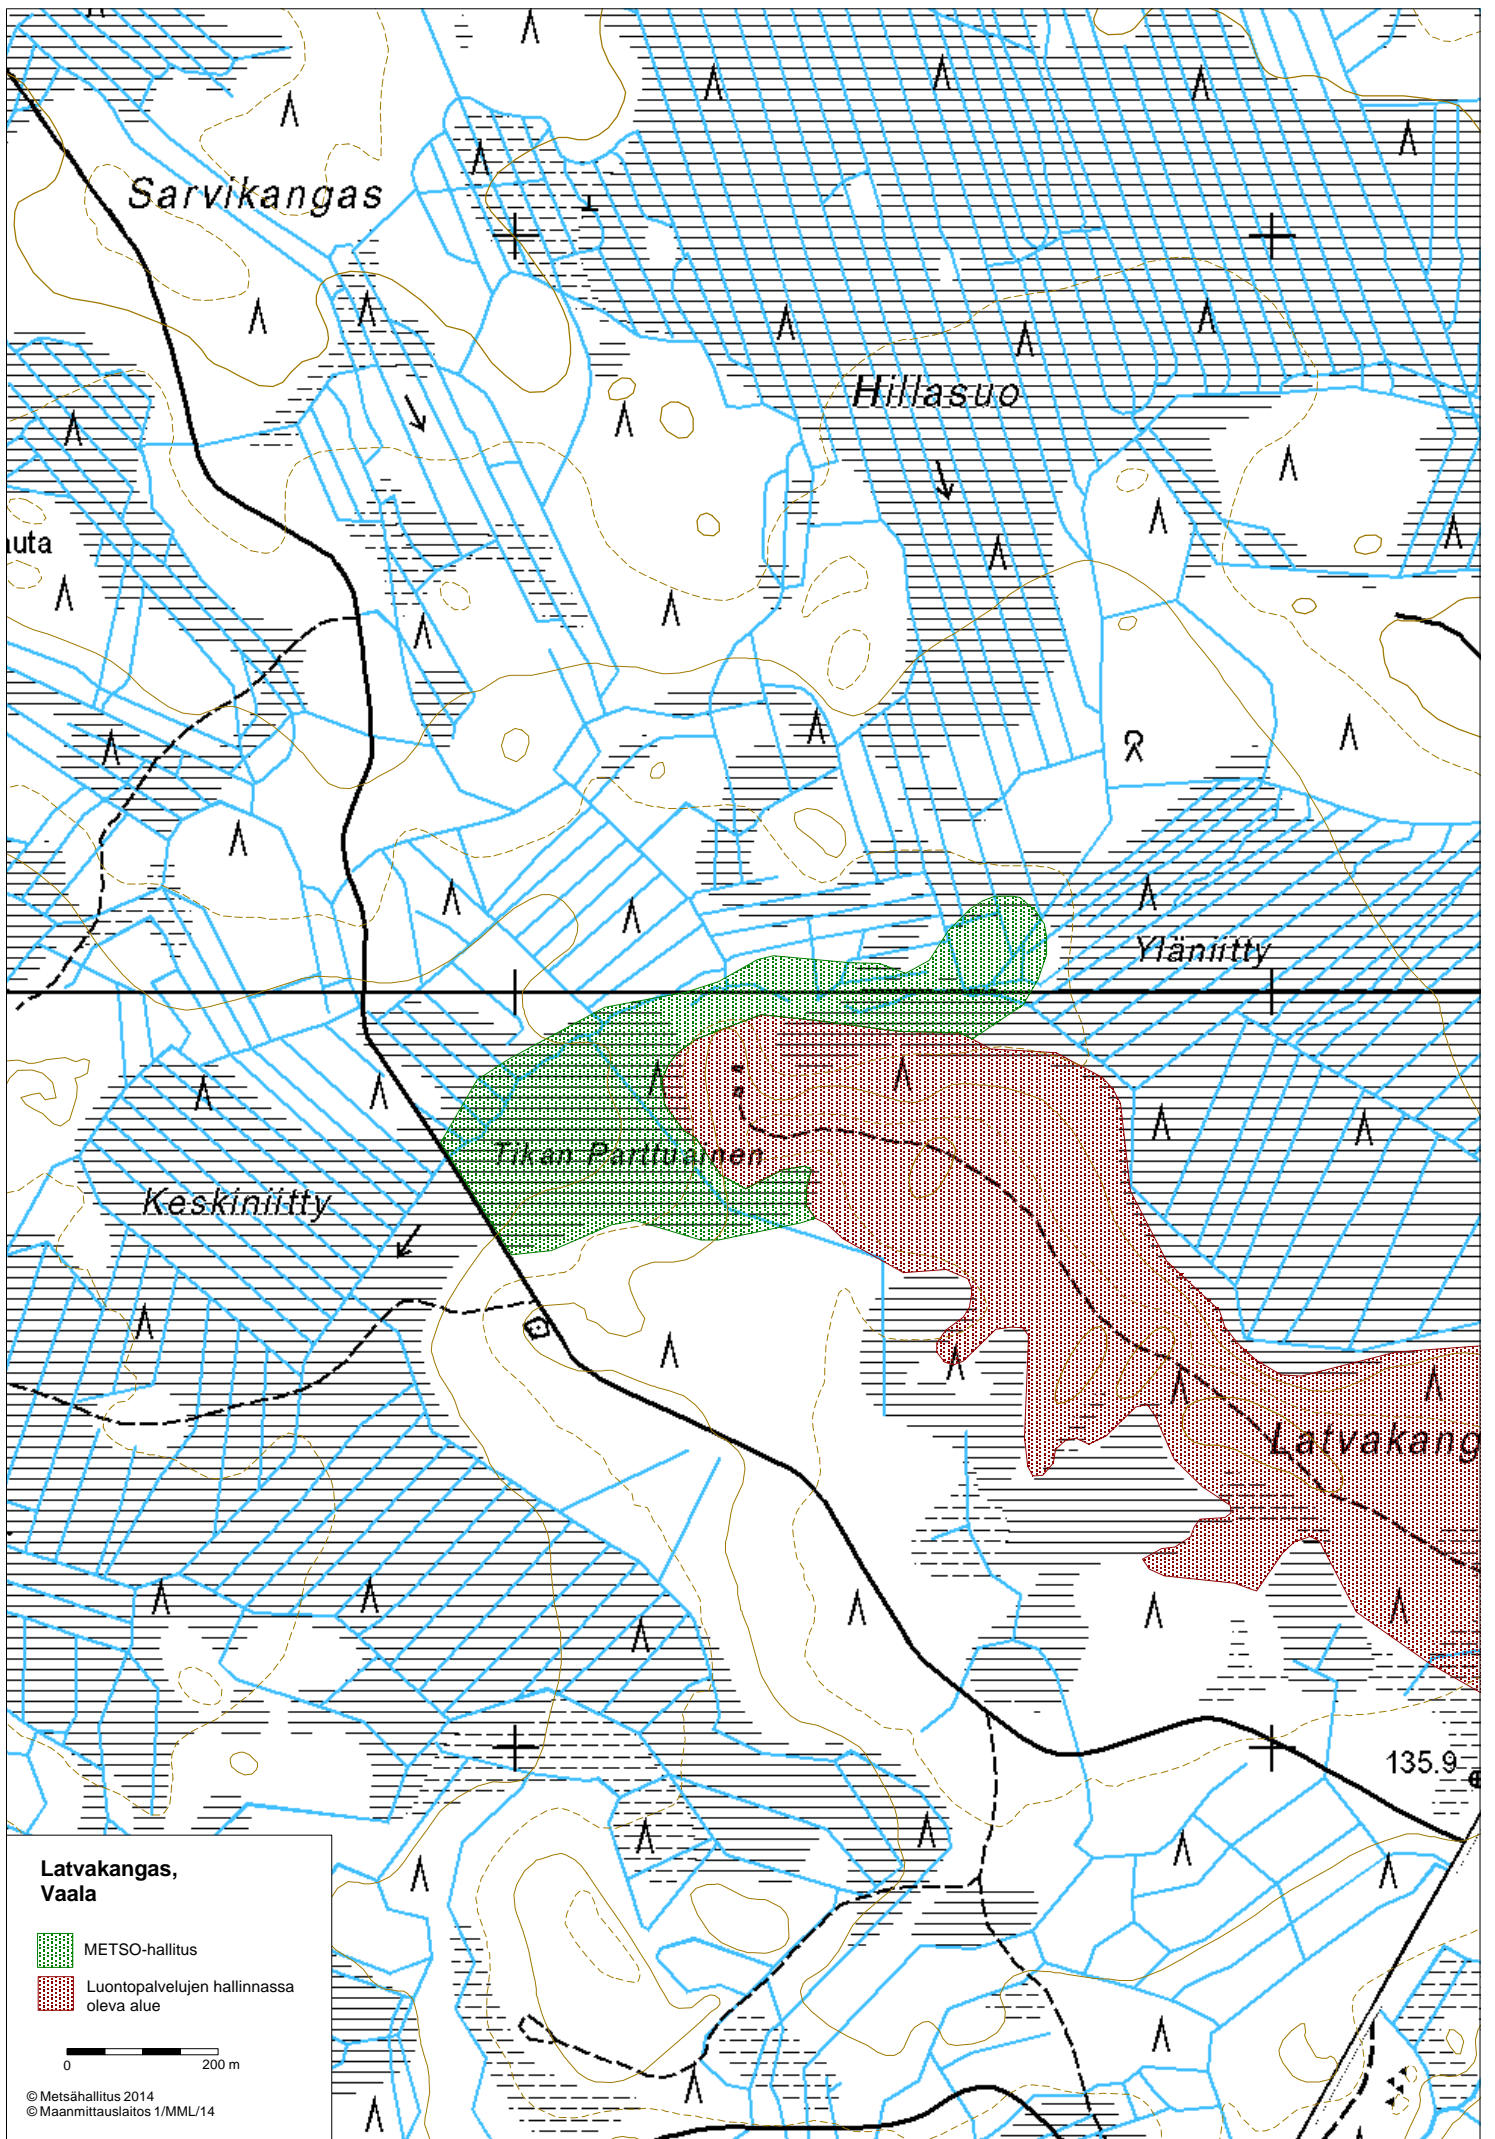 Sarvikangas
Hillasuo
uta
Yläniitty
Tikan Parttuainen
Keskiniitty
Latvakang
135.9
Latvakangas,
Vaala
METSO-hallitus
Luontopalvelujen hallinnassa
oleva alue
0 200 m
© Metsähallitus 2014
© Maanmittauslaitos 1/MML/14